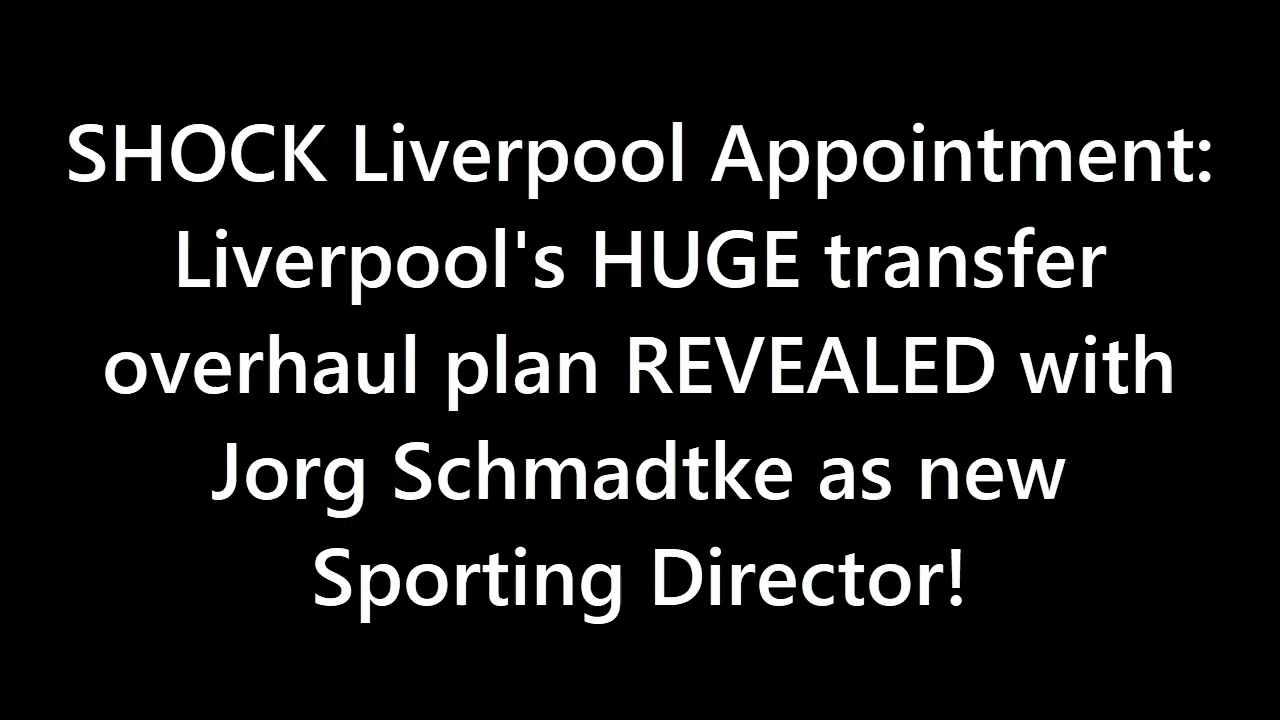 SHOCK Liverpool Appointment:
Liverpool's HUGE transfer
overhaul plan REVEALED with
Jorg Schmadtke as new
Sporting Director!